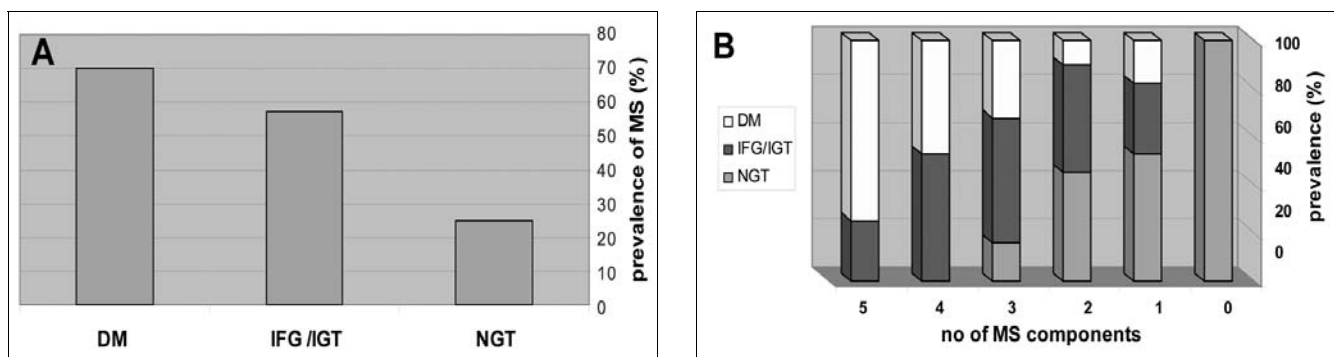 A
80
70
60
50
40
30
20
10
0
prevalence of MS (%)
DM IFG /IGT NGT
B
DM
IFG/IGT
NGT
100
80
60
40
20
0
prevalence (%)
5 4 3 2 1 0
no of MS components